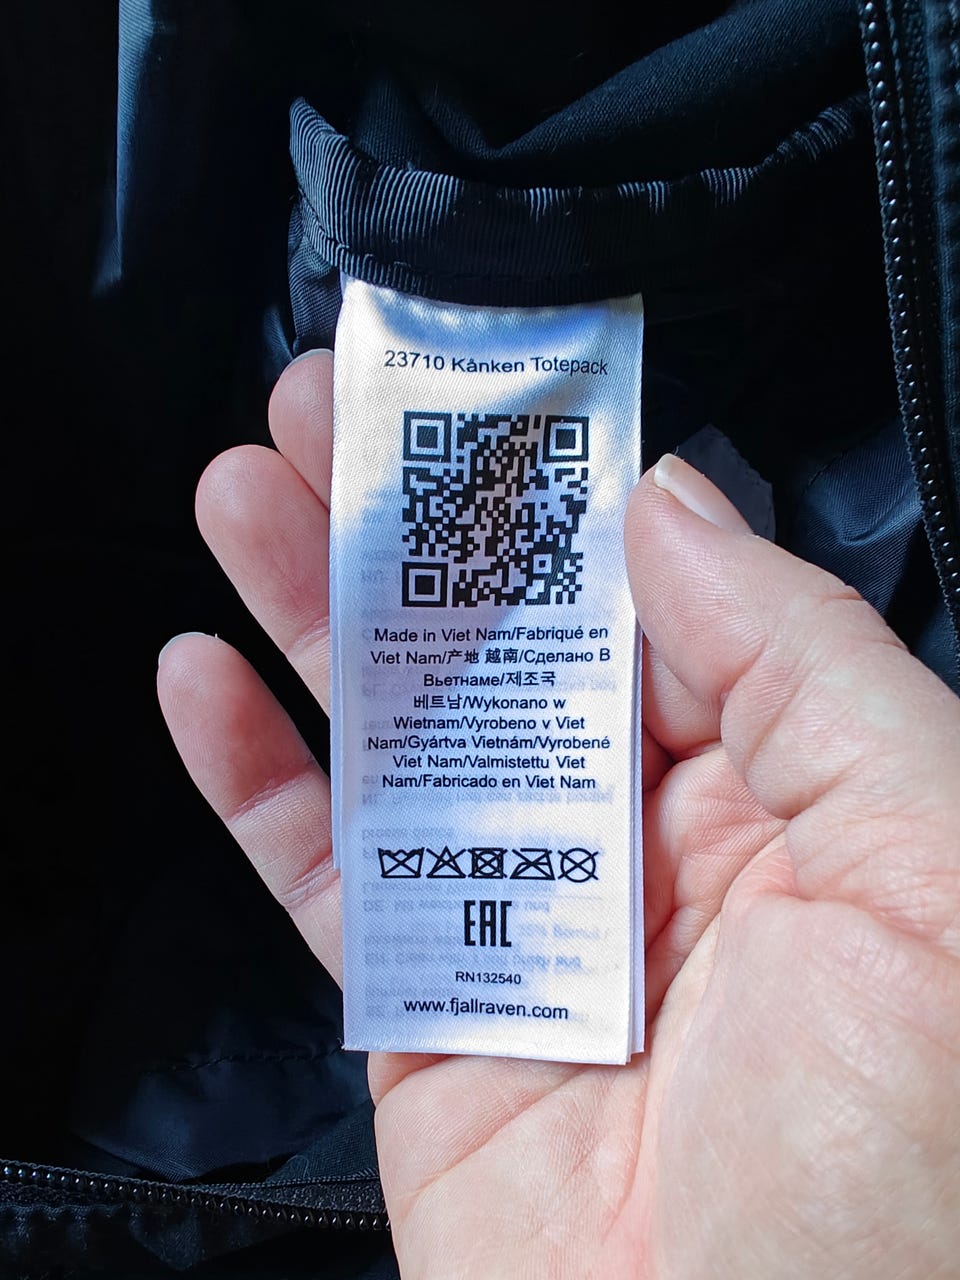 23710 Kånken Totepack
Made in Viet Nam/Fabriqué en
Viet Nam/产地 越南/Сделано В
Вьетнаме/제조국
베트남/Wykonano w
Wietnam/Vyrobeno v Viet
Nam/Gyártva Vietnám/Vyrobené
Viet Nam/Valmistettu Viet
Nam/Fabricado en Viet Nam
EAC
RN132540
www.fjallraven.com